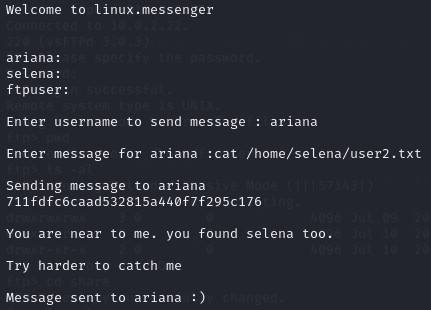 Welcome to linux.messenger
ariana:
selena:
ftpuser:
Enter username to send message : ariana
Enter message for ariana :cat /home/selena/user2.txt
Sending message to ariana
711fdfc6caad532815a440f7f295c176
You are near to me. you found selena too.
Try harder to catch me
Message sent to ariana :)